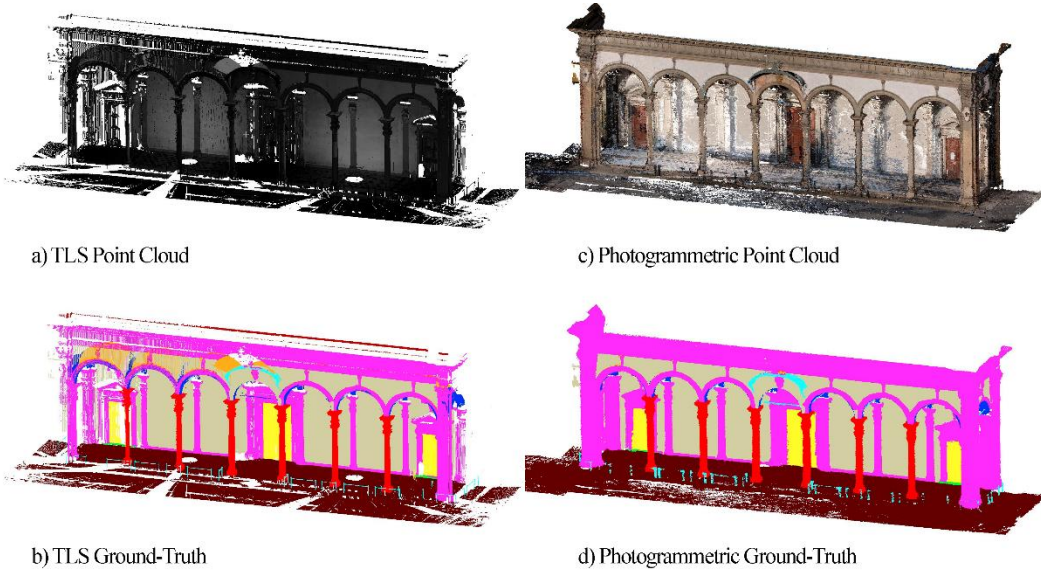 a) TLS Point Cloud
c) Photogrammetric Point Cloud
b) TLS Ground-Truth
d) Photogrammetric Ground-Truth